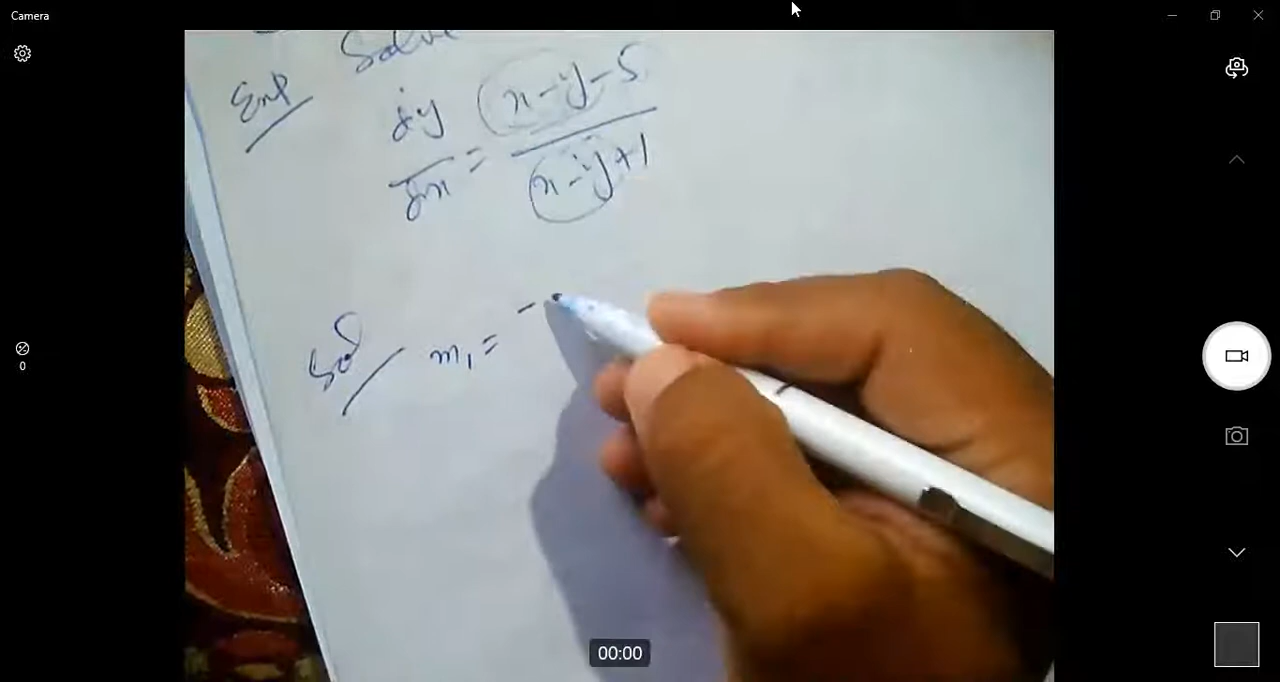 Camera
Exp Solve
dy/dx = (x-y-5)/(x-y+1)
0
Sol m₁ = -
00:00